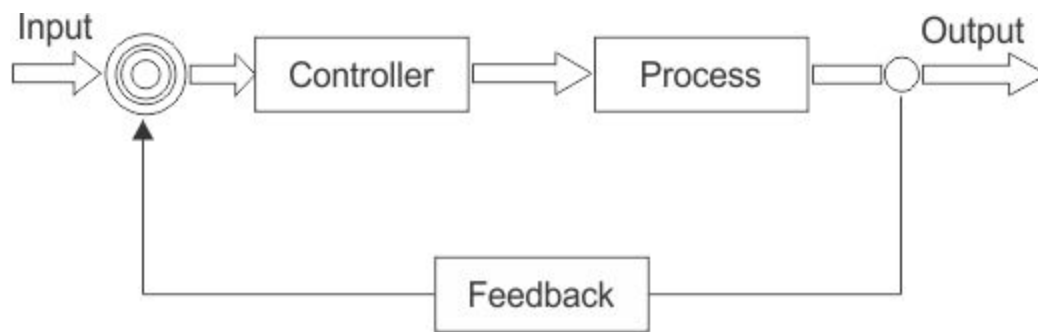 Input
Output
Controller
Process
Feedback